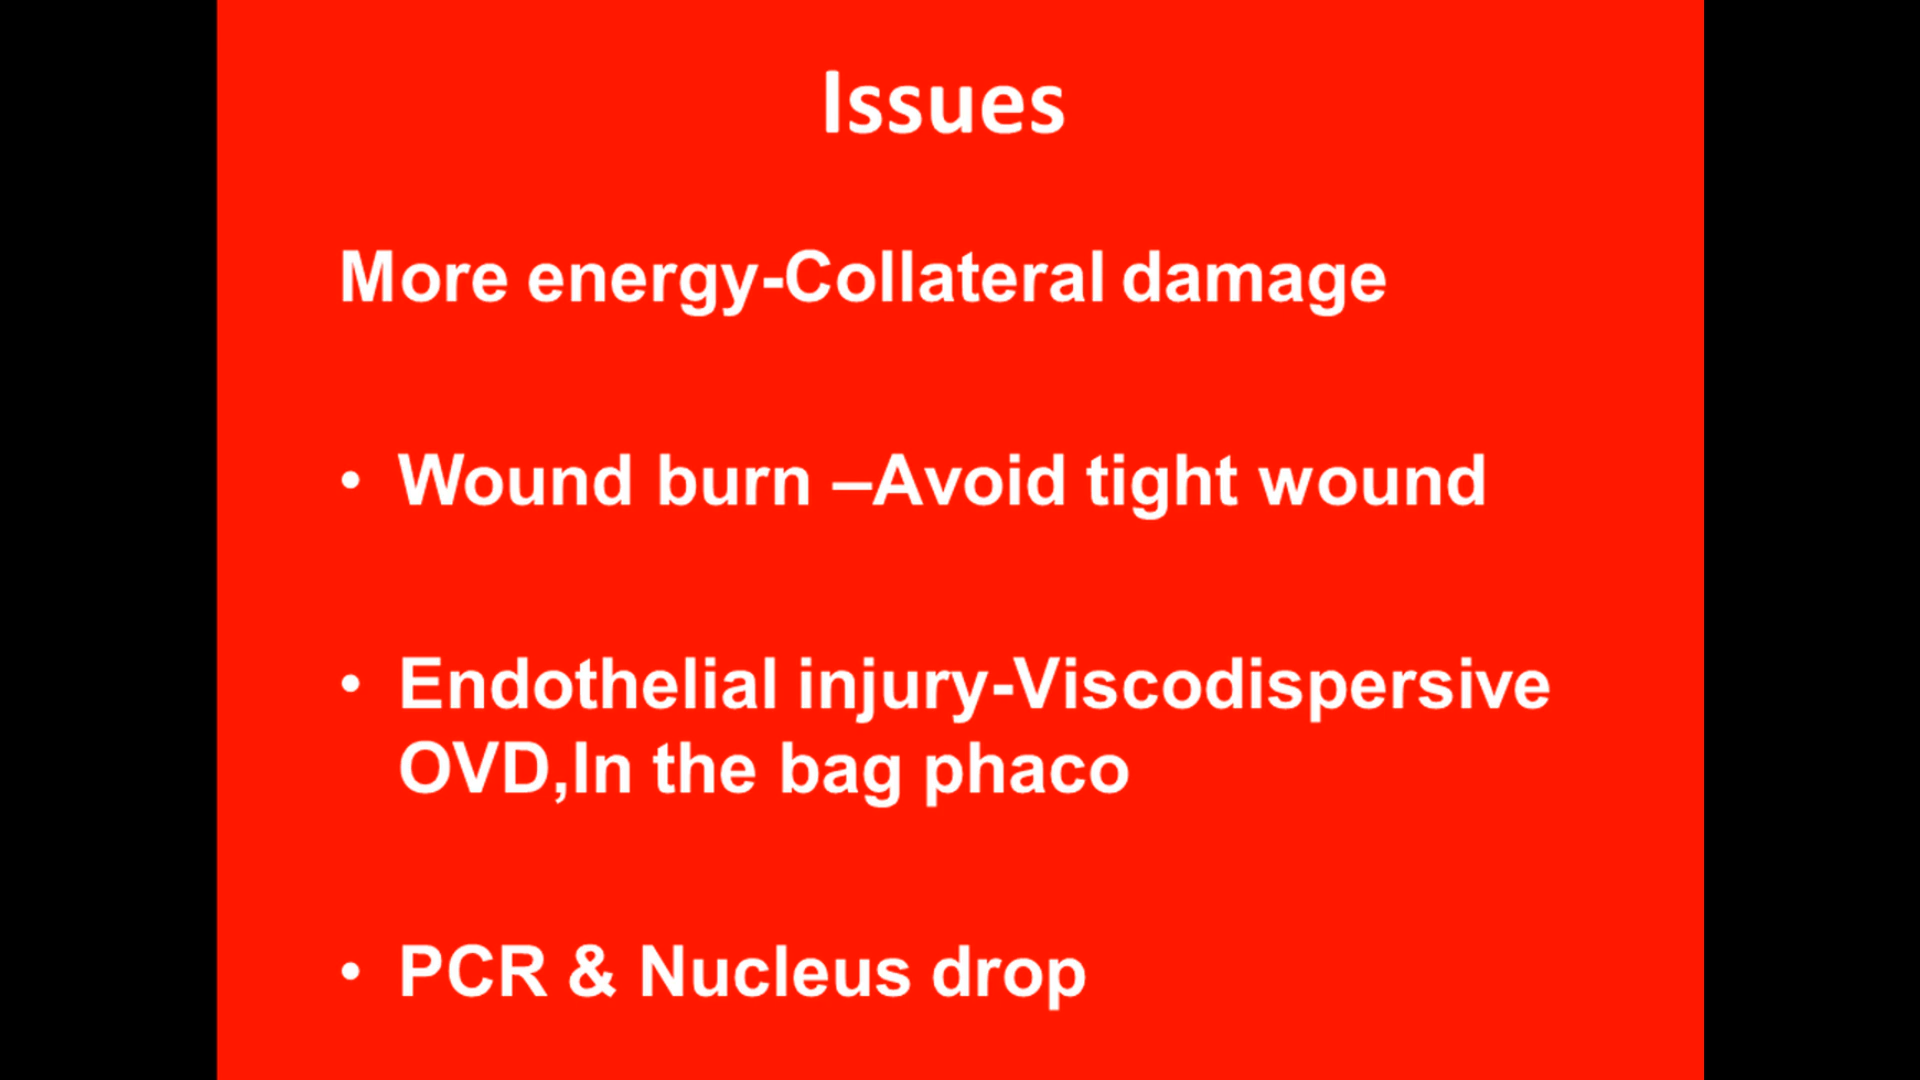 Issues
More energy-Collateral damage
• Wound burn –Avoid tight wound
• Endothelial injury-Viscodispersive
OVD,In the bag phaco
• PCR & Nucleus drop